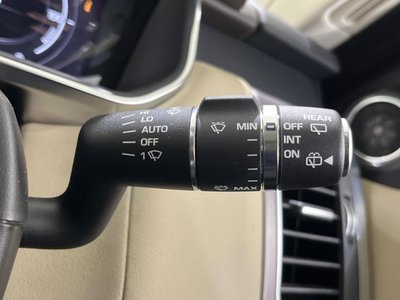 HI
LO
AUTO
OFF
1
MIN
MAX
REAR
OFF
INT
ON